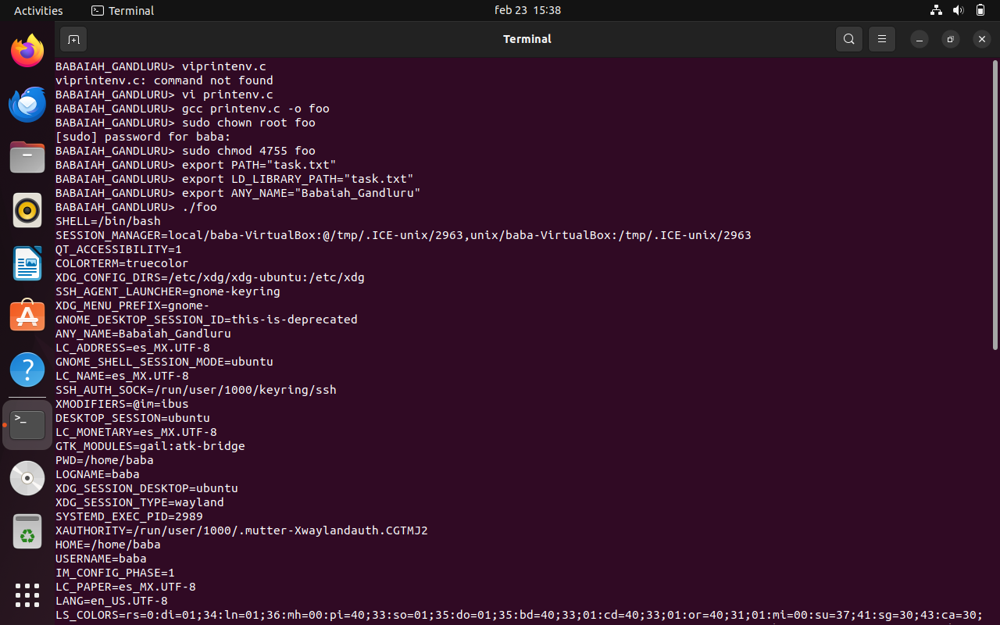 Activities
Terminal
feb 23 15:38
Terminal
BABAIAH_GANDLURU> viprintenv.c
viprintenv.c: command not found
BABAIAH_GANDLURU> vi printenv.c
BABAIAH_GANDLURU> gcc printenv.c -o foo
BABAIAH_GANDLURU> sudo chown root foo
[sudo] password for baba:
BABAIAH_GANDLURU> sudo chmod 4755 foo
BABAIAH_GANDLURU> export PATH="task.txt"
BABAIAH_GANDLURU> export LD_LIBRARY_PATH="task.txt"
BABAIAH_GANDLURU> export ANY_NAME="Babaiah_Gandluru"
BABAIAH_GANDLURU> ./foo
SHELL=/bin/bash
SESSION_MANAGER=local/baba-VirtualBox:@/tmp/.ICE-unix/2963,unix/baba-VirtualBox:/tmp/.ICE-unix/2963
QT_ACCESSIBILITY=1
COLORTERM=truecolor
XDG_CONFIG_DIRS=/etc/xdg/xdg-ubuntu:/etc/xdg
SSH_AGENT_LAUNCHER=gnome-keyring
XDG_MENU_PREFIX=gnome-
GNOME_DESKTOP_SESSION_ID=this-is-deprecated
ANY_NAME=Babaiah_Gandluru
LC_ADDRESS=es_MX.UTF-8
GNOME_SHELL_SESSION_MODE=ubuntu
LC_NAME=es_MX.UTF-8
SSH_AUTH_SOCK=/run/user/1000/keyring/ssh
XMODIFIERS=@im=ibus
DESKTOP_SESSION=ubuntu
LC_MONETARY=es_MX.UTF-8
GTK_MODULES=gail:atk-bridge
PWD=/home/baba
LOGNAME=baba
XDG_SESSION_DESKTOP=ubuntu
XDG_SESSION_TYPE=wayland
SYSTEMD_EXEC_PID=2989
XAUTHORITY=/run/user/1000/.mutter-Xwaylandauth.CGTMJ2
HOME=/home/baba
USERNAME=baba
IM_CONFIG_PHASE=1
LC_PAPER=es_MX.UTF-8
LANG=en_US.UTF-8
LS_COLORS=rs=0:di=01;34:ln=01;36:mh=00:pi=40;33:so=01;35:do=01;35:bd=40;33;01:cd=40;33;01:or=40;31;01:mi=00:su=37;41:sg=30;43:ca=30;